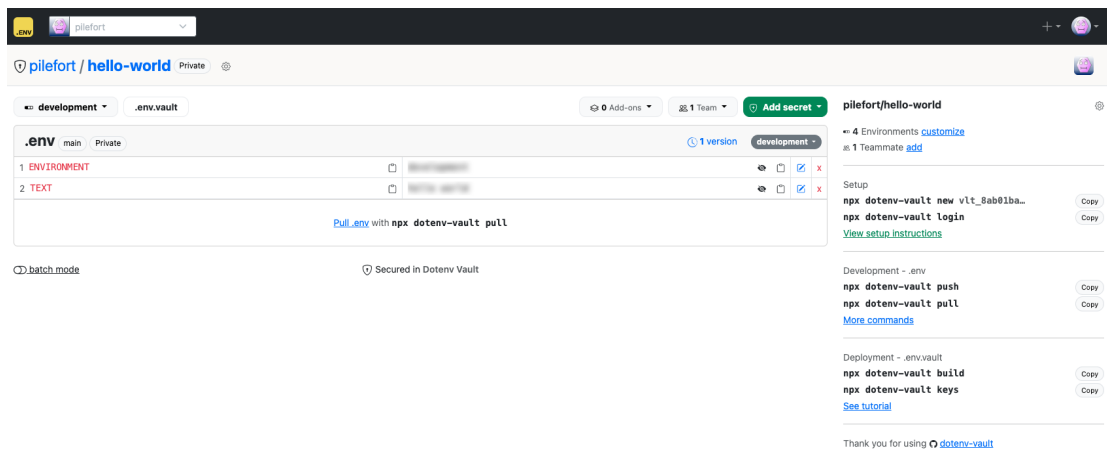 .ENV pilefort
pilefort / hello-world Private
development .env.vault 0 Add-ons 1 Team Add secret
.env main Private 1 version development
1 ENVIRONMENT x
2 TEXT x
Pull .env with npx dotenv-vault pull
batch mode Secured in Dotenv Vault
pilefort/hello-world
4 Environments customize
1 Teammate add
Setup
npx dotenv-vault new vlt_8ab01ba… Copy
npx dotenv-vault login Copy
View setup instructions
Development - .env
npx dotenv-vault push Copy
npx dotenv-vault pull Copy
More commands
Deployment - .env.vault
npx dotenv-vault build Copy
npx dotenv-vault keys Copy
See tutorial
Thank you for using dotenv-vault